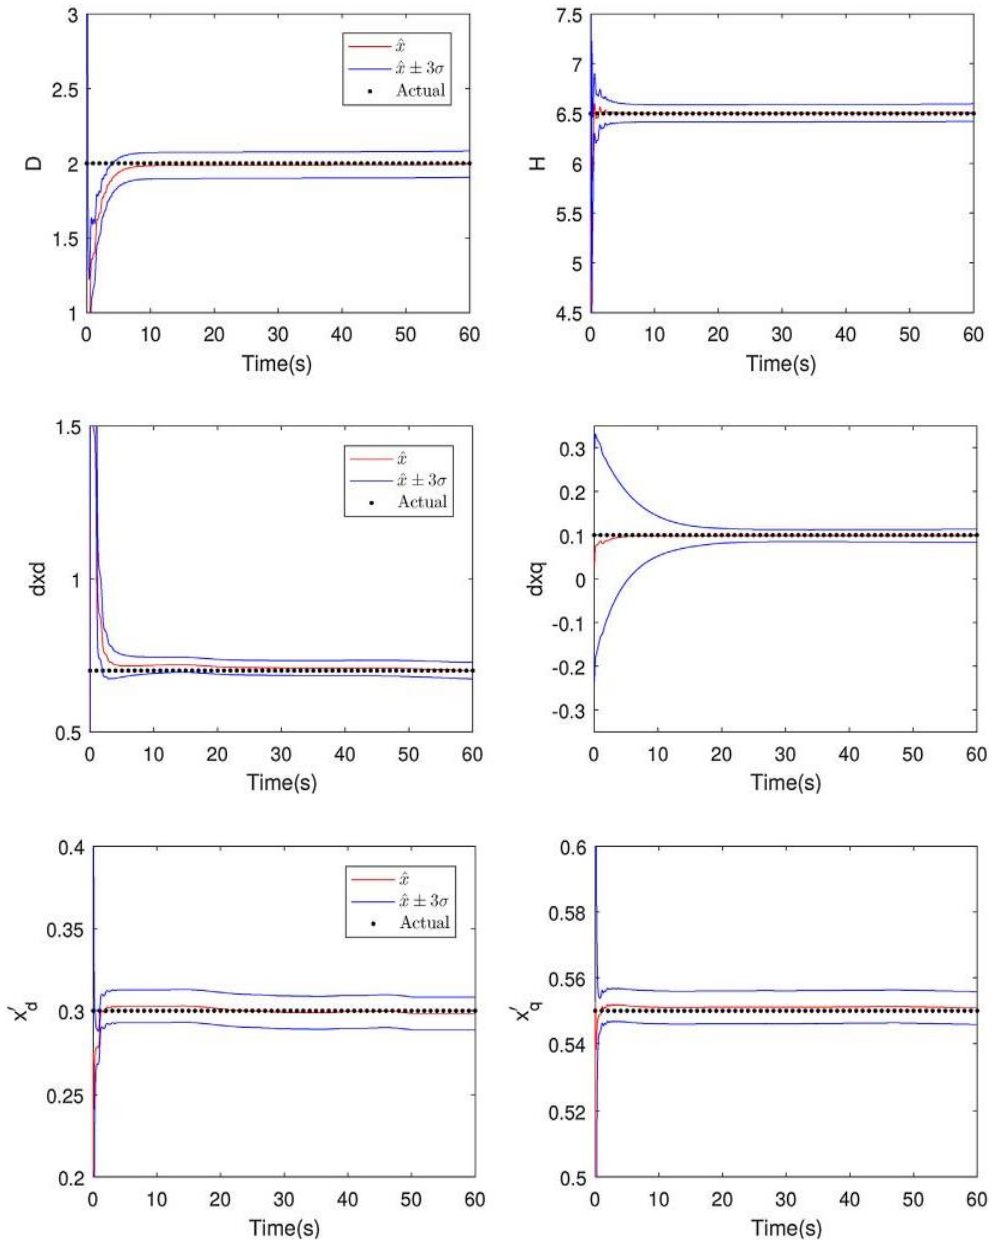 3
2.5
2
1.5
1
D
0 10 20 30 40 50 60
Time(s)
x̂
x̂ ± 3σ
Actual
7.5
7
6.5
6
5.5
5
4.5
H
0 10 20 30 40 50 60
Time(s)
1.5
1
0.5
dxd
0 10 20 30 40 50 60
Time(s)
x̂
x̂ ± 3σ
Actual
0.3
0.2
0.1
0
-0.1
-0.2
-0.3
dxq
0 10 20 30 40 50 60
Time(s)
0.4
0.35
0.3
0.25
0.2
x′d
0 10 20 30 40 50 60
Time(s)
x̂
x̂ ± 3σ
Actual
0.6
0.58
0.56
0.54
0.52
0.5
x′q
0 10 20 30 40 50 60
Time(s)